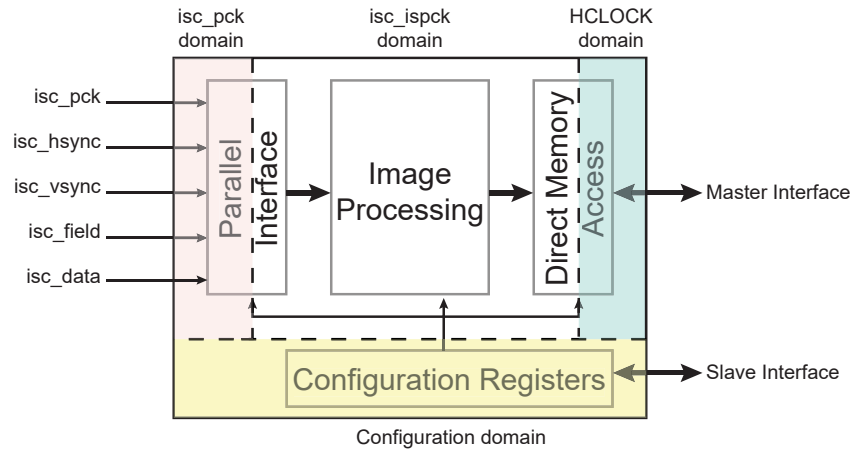 isc_pck
domain
isc_ispck
domain
HCLOCK
domain
isc_pck
isc_hsync
isc_vsync
isc_field
isc_data
Parallel
Interface
Image
Processing
Direct Memory
Access
Master Interface
Configuration Registers
Slave Interface
Configuration domain